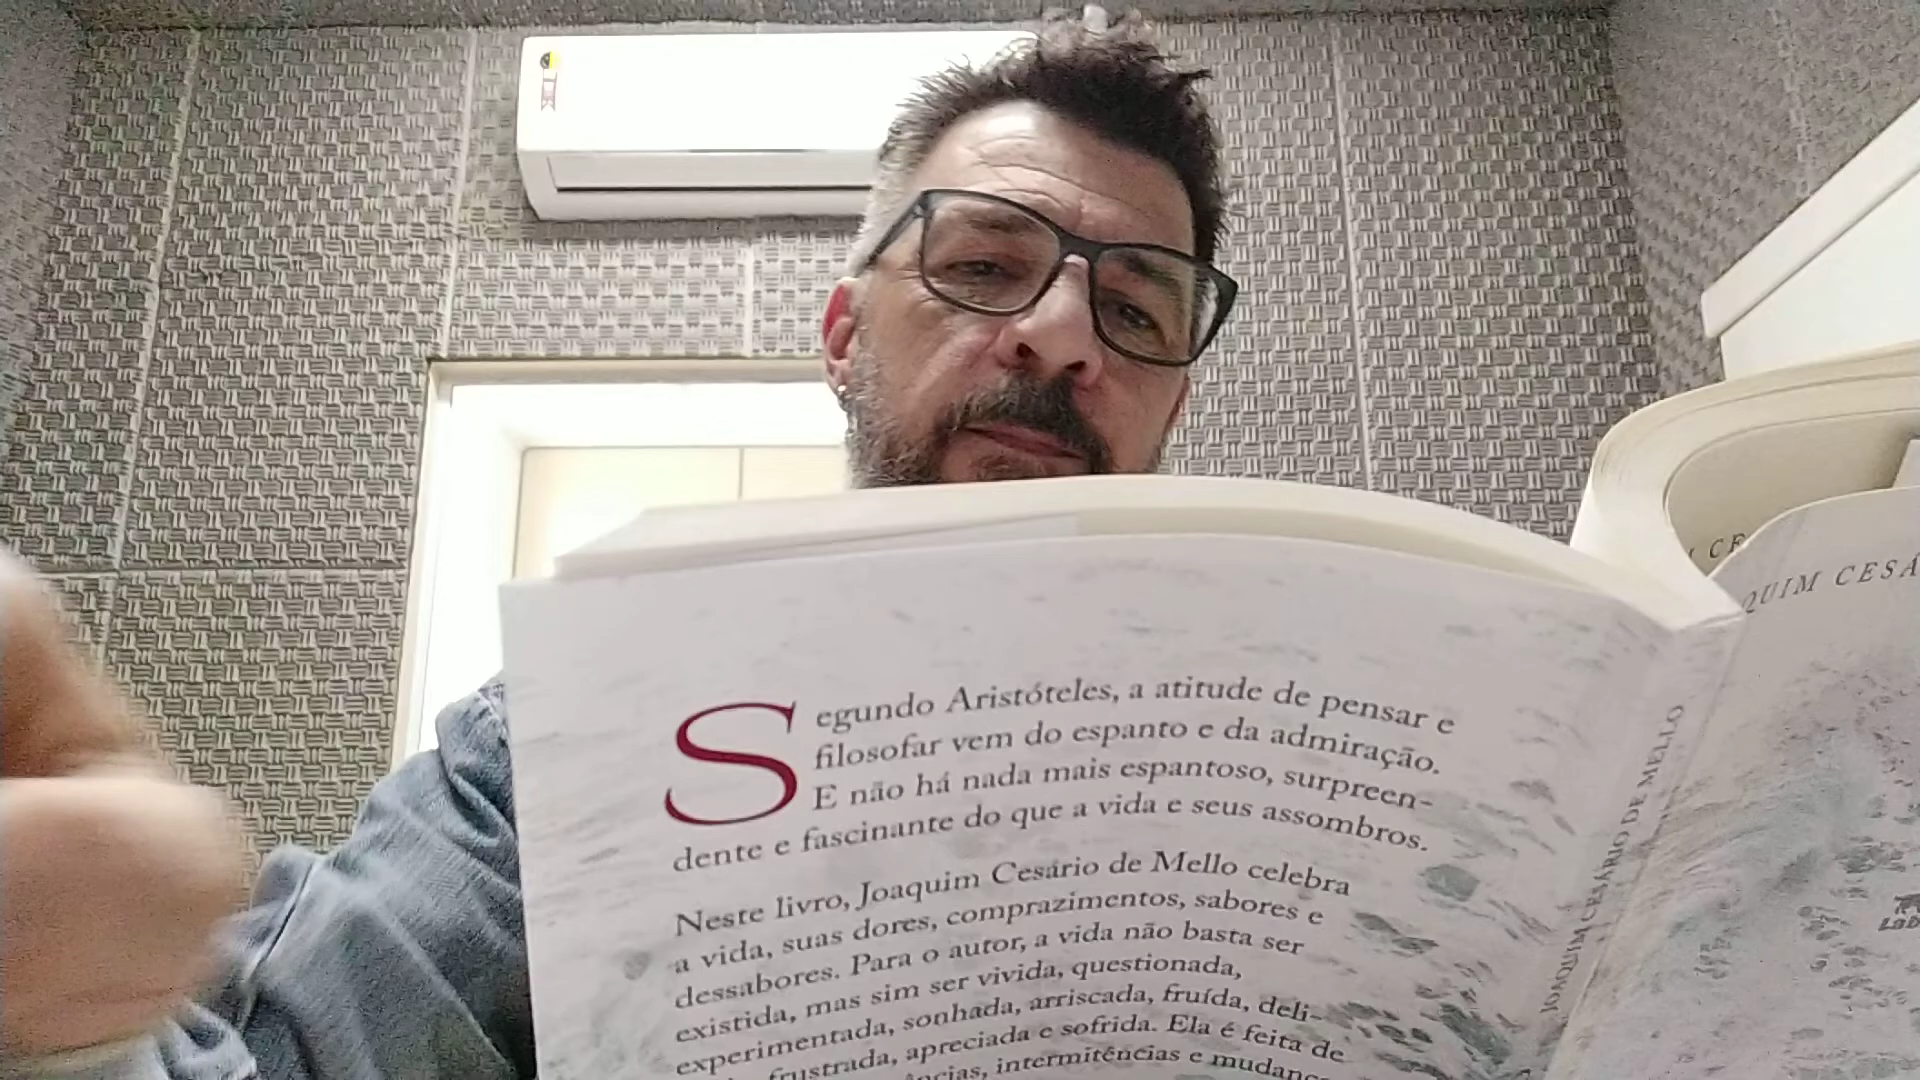 Segundo Aristóteles, a atitude de pensar e
filosofar vem do espanto e da admiração.
E não há nada mais espantoso, surpreen-
dente e fascinante do que a vida e seus assombros.
Neste livro, Joaquim Cesário de Mello celebra
a vida, suas dores, comprazimentos, sabores e
dessabores. Para o autor, a vida não basta ser
existida, mas sim ser vivida, questionada,
experimentada, sonhada, arriscada, fruída, deli-
frustrada, apreciada e sofrida. Ela é feita de
intermitências e
JOAQUIM CESÁRIO DE MELLO
QUIM CESÁ